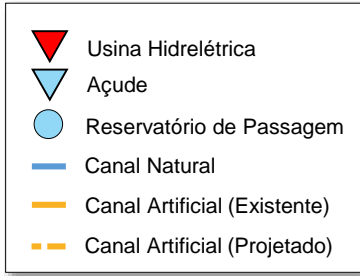 Usina Hidrelétrica
Açude
Reservatório de Passagem
Canal Natural
Canal Artificial (Existente)
Canal Artificial (Projetado)